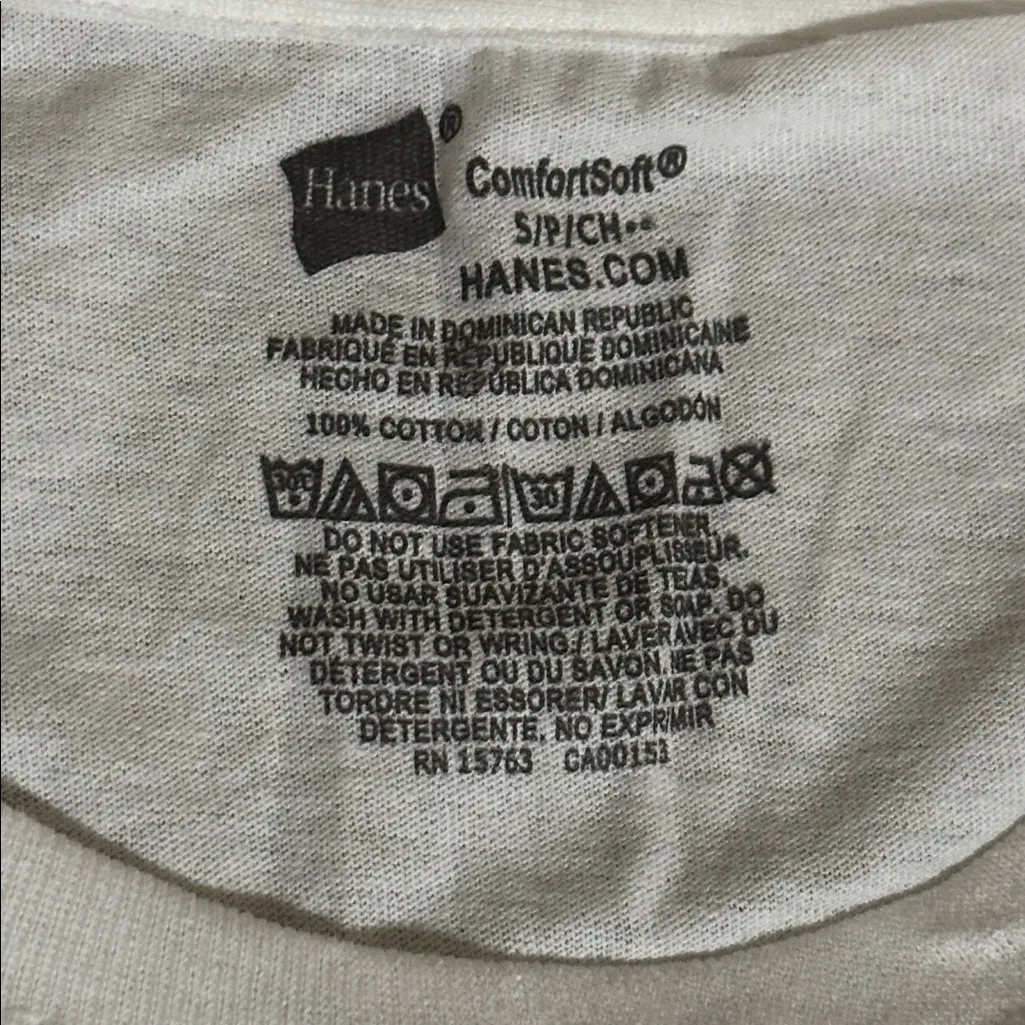 Hanes®
ComfortSoft®
S/P/CH••
HANES.COM
MADE IN DOMINICAN REPUBLIC
FABRIQUÉ EN RÉPUBLIQUE DOMINICAINE
HECHO EN REPÚBLICA DOMINICANA
100% COTTON / COTON / ALGODÓN
30C 30
DO NOT USE FABRIC SOFTENER.
NE PAS UTILISER D'ASSOUPLISSEUR.
NO USAR SUAVIZANTE DE TEAS.
WASH WITH DETERGENT OR SOAP. DO
NOT TWIST OR WRING./ LAVER AVEC DU
DÉTERGENT OU DU SAVON. NE PAS
TORDRE NI ESSORER/ LAVAR CON
DETERGENTE. NO EXPRIMIR
RN 15763 CA00153